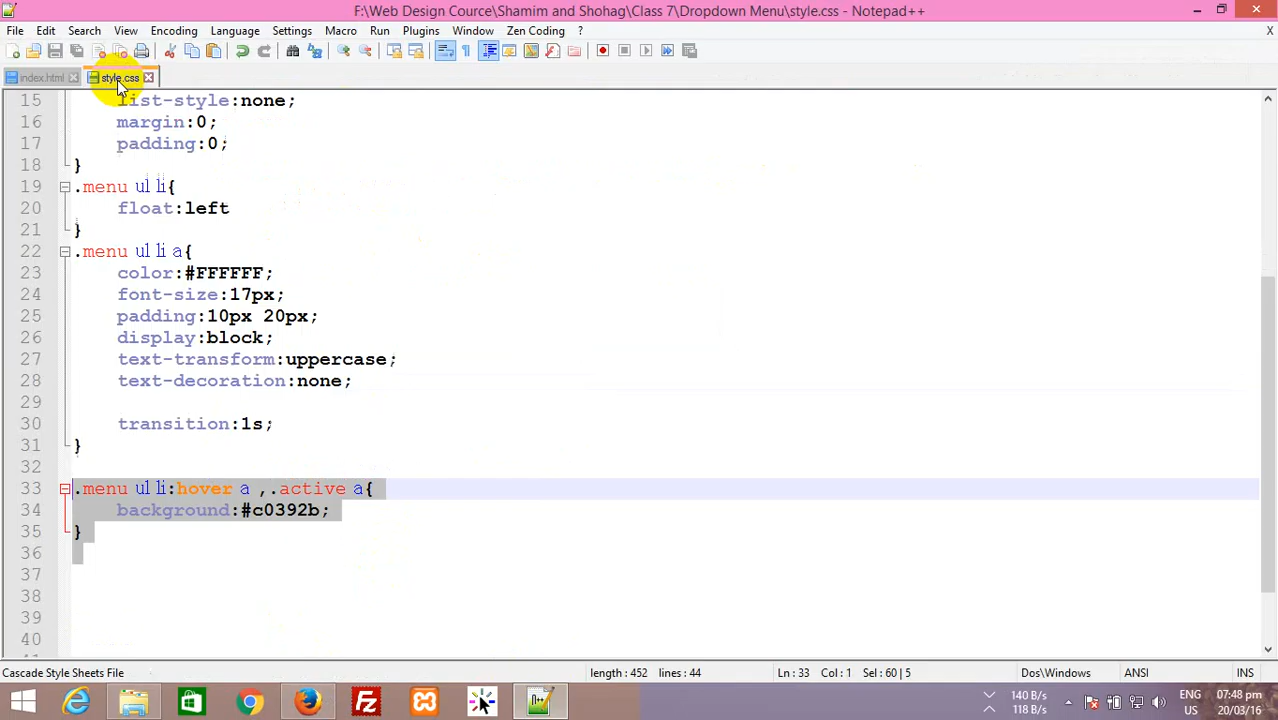 F:\Web Design Cource\Shamim and Shohag\Class 7\Dropdown Menu\style.css - Notepad++
File Edit Search View Encoding Language Settings Macro Run Plugins Window Zen Coding ? X
index.html style.css
15 list-style:none;
16 margin:0;
17 padding:0;
18 }
19 .menu ul li{
20 float:left
21 }
22 .menu ul li a{
23 color:#FFFFFF;
24 font-size:17px;
25 padding:10px 20px;
26 display:block;
27 text-transform:uppercase;
28 text-decoration:none;
29
30 transition:1s;
31 }
32
33 .menu ul li:hover a ,.active a{
34 background:#c0392b;
35 }
36
37
38
39
40
Cascade Style Sheets File length : 452 lines : 44 Ln : 33 Col : 1 Sel : 60 | 5 Dos\Windows ANSI INS
140 B/s
118 B/s
ENG
US
07:48 pm
20/03/16